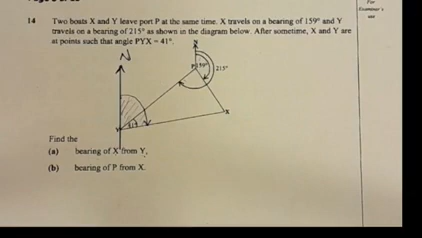 For
Examiner's
use
14 Two boats X and Y leave port P at the same time. X travels on a bearing of 159° and Y
travels on a bearing of 215° as shown in the diagram below. After sometime, X and Y are
at points such that angle PYX = 41°.
N
N
P 159°
215°
X
Y 41°
Find the
(a) bearing of X from Y,
(b) bearing of P from X.